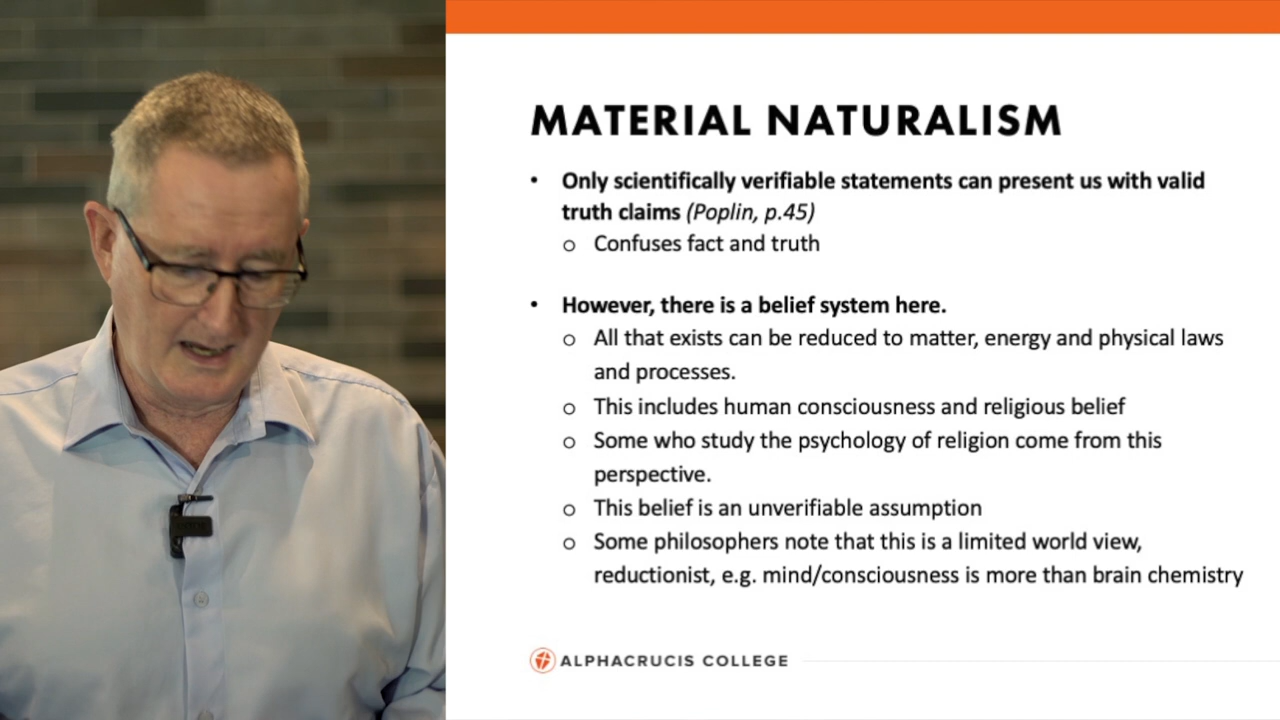 MATERIAL NATURALISM
• Only scientifically verifiable statements can present us with valid
truth claims (Poplin, p.45)
o Confuses fact and truth
• However, there is a belief system here.
o All that exists can be reduced to matter, energy and physical laws
and processes.
o This includes human consciousness and religious belief
o Some who study the psychology of religion come from this
perspective.
o This belief is an unverifiable assumption
o Some philosophers note that this is a limited world view,
reductionist, e.g. mind/consciousness is more than brain chemistry
ALPHACRUCIS COLLEGE